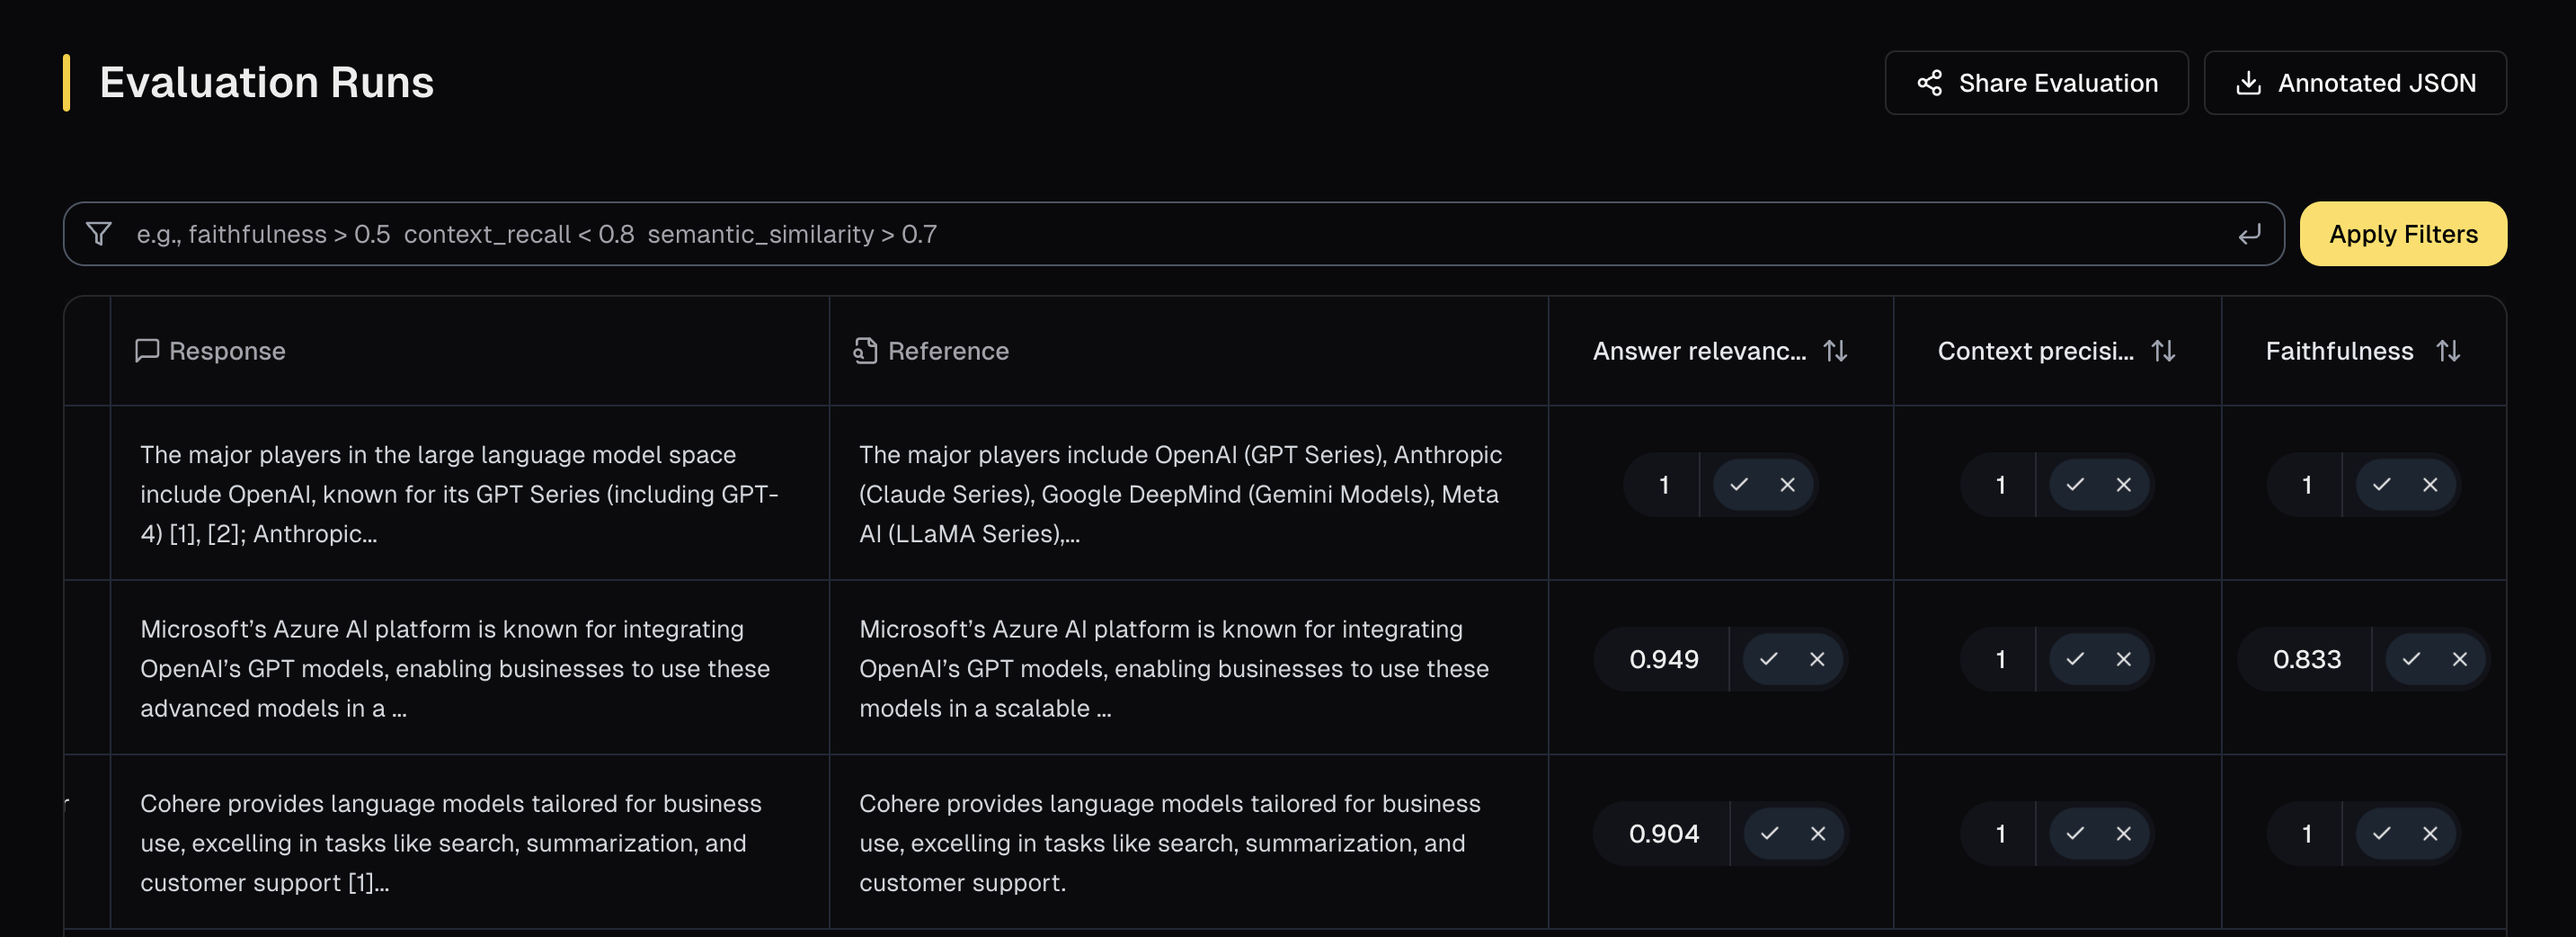 Evaluation Runs
Share Evaluation
Annotated JSON
e.g., faithfulness > 0.5  context_recall < 0.8  semantic_similarity > 0.7
Apply Filters
Response
Reference
Answer relevanc...
Context precisi...
Faithfulness
The major players in the large language model space
include OpenAI, known for its GPT Series (including GPT-
4) [1], [2]; Anthropic...
The major players include OpenAI (GPT Series), Anthropic
(Claude Series), Google DeepMind (Gemini Models), Meta
AI (LLaMA Series),...
1
1
1
Microsoft’s Azure AI platform is known for integrating
OpenAI’s GPT models, enabling businesses to use these
advanced models in a ...
Microsoft’s Azure AI platform is known for integrating
OpenAI’s GPT models, enabling businesses to use these
models in a scalable ...
0.949
1
0.833
Cohere provides language models tailored for business
use, excelling in tasks like search, summarization, and
customer support [1]...
Cohere provides language models tailored for business
use, excelling in tasks like search, summarization, and
customer support.
0.904
1
1